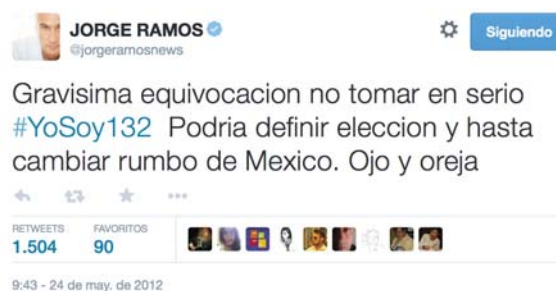 JORGE RAMOS
@jorgeramosnews
Siguiendo
Gravisima equivocacion no tomar en serio
#YoSoy132 Podria definir eleccion y hasta
cambiar rumbo de Mexico. Ojo y oreja
RETWEETS FAVORITOS
1.504 90
9:43 - 24 de may. de 2012